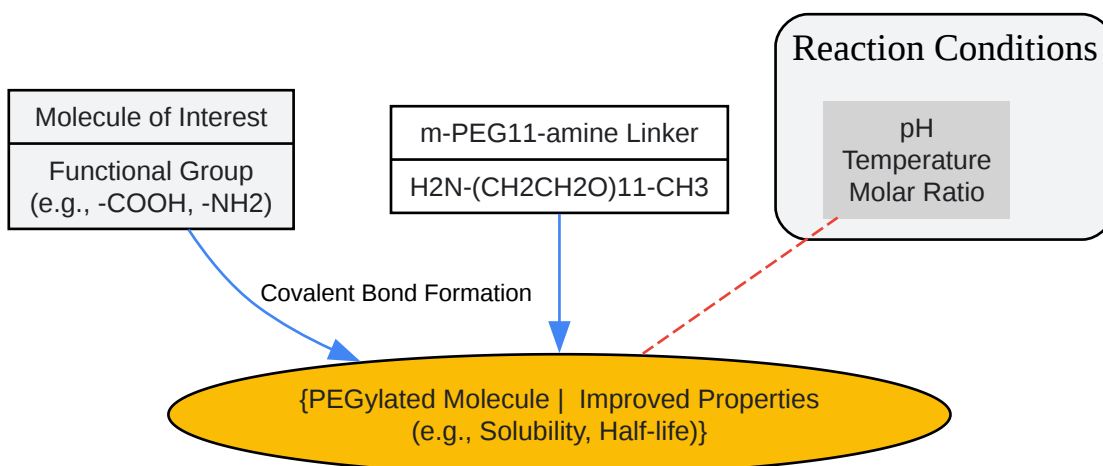 Reaction Conditions
Molecule of Interest
Functional Group
(e.g., -COOH, -NH2)
m-PEG11-amine Linker
H2N-(CH2CH2O)11-CH3
pH
Temperature
Molar Ratio
Covalent Bond Formation
{PEGylated Molecule |  Improved Properties
(e.g., Solubility, Half-life)}